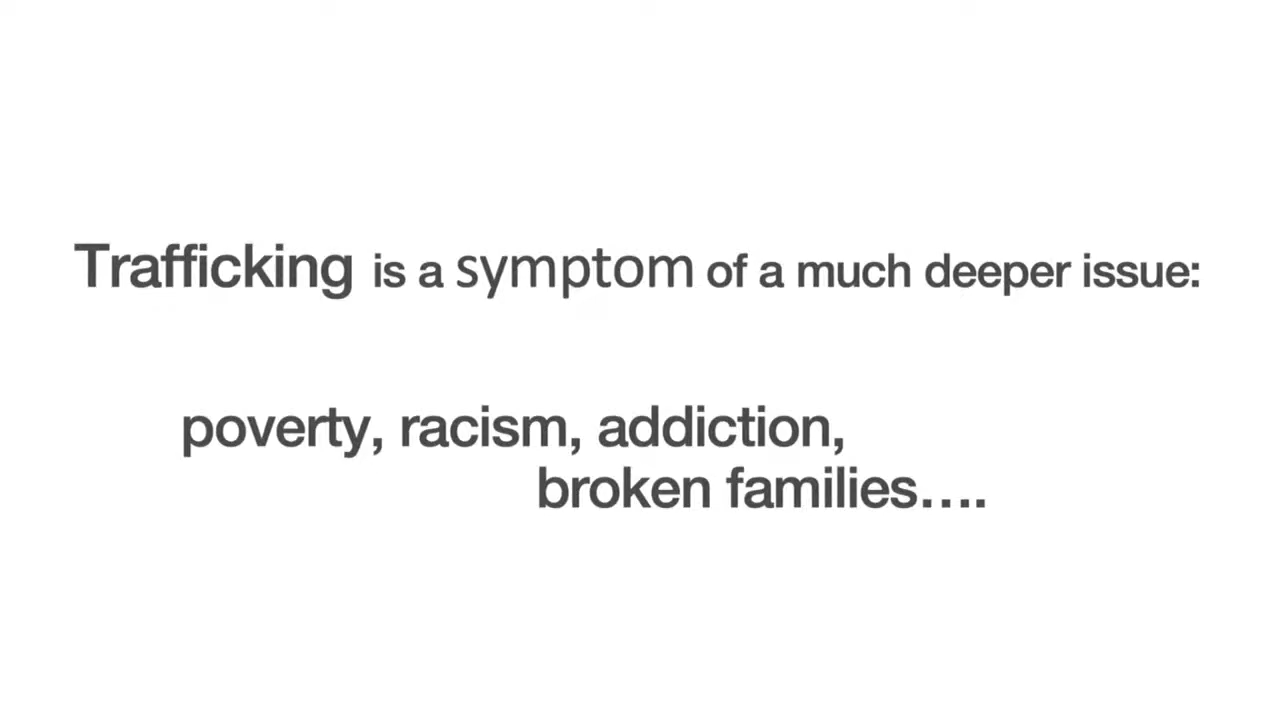 Trafficking is a symptom of a much deeper issue:
poverty, racism, addiction,
broken families....